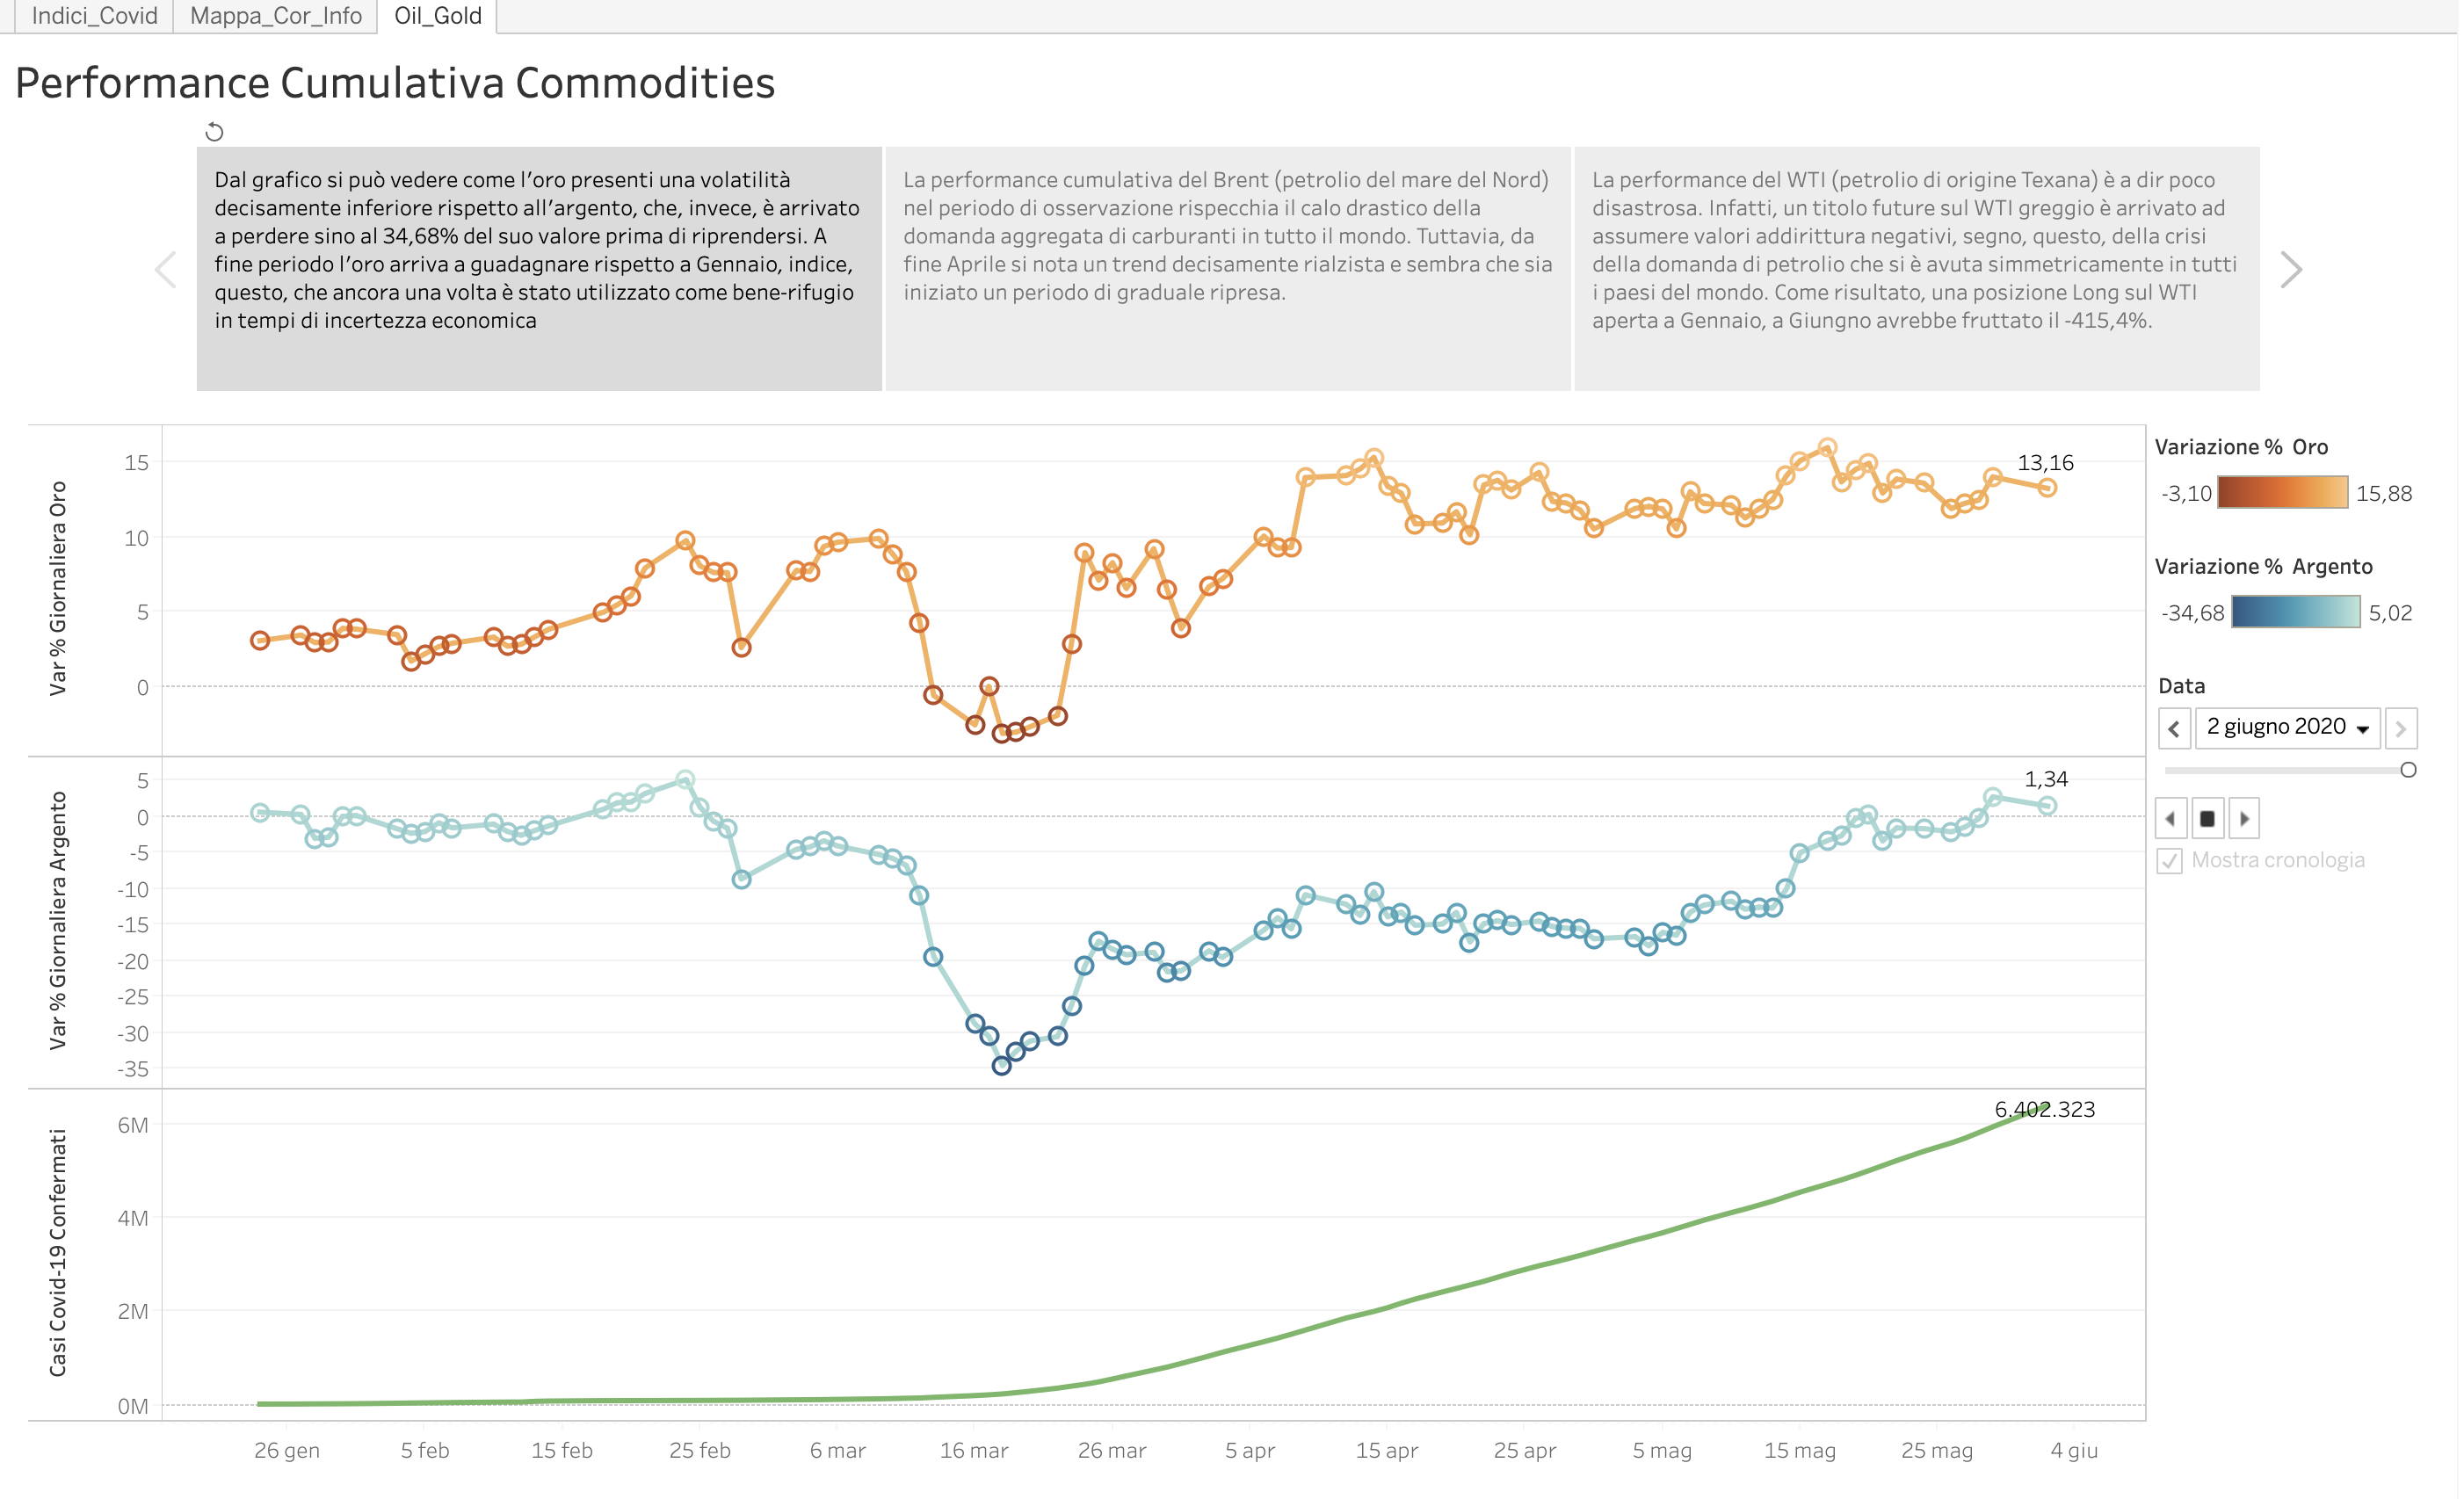 Indici_Covid
Mappa_Cor_Info
Oil_Gold
Performance Cumulativa Commodities
Dal grafico si può vedere come l'oro presenti una volatilità
decisamente inferiore rispetto all'argento, che, invece, è arrivato
a perdere sino al 34,68% del suo valore prima di riprendersi. A
fine periodo l'oro arriva a guadagnare rispetto a Gennaio, indice,
questo, che ancora una volta è stato utilizzato come bene-rifugio
in tempi di incertezza economica
La performance cumulativa del Brent (petrolio del mare del Nord)
nel periodo di osservazione rispecchia il calo drastico della
domanda aggregata di carburanti in tutto il mondo. Tuttavia, da
fine Aprile si nota un trend decisamente rialzista e sembra che sia
iniziato un periodo di graduale ripresa.
La performance del WTI (petrolio di origine Texana) è a dir poco
disastrosa. Infatti, un titolo future sul WTI greggio è arrivato ad
assumere valori addirittura negativi, segno, questo, della crisi
della domanda di petrolio che si è avuta simmetricamente in tutti
i paesi del mondo. Come risultato, una posizione Long sul WTI
aperta a Gennaio, a Giungno avrebbe fruttato il -415,4%.
Var % Giornaliera Oro
15
10
5
0
13,16
Var % Giornaliera Argento
5
0
-5
-10
-15
-20
-25
-30
-35
1,34
Casi Covid-19 Confermati
6M
4M
2M
0M
6.402.323
26 gen
5 feb
15 feb
25 feb
6 mar
16 mar
26 mar
5 apr
15 apr
25 apr
5 mag
15 mag
25 mag
4 giu
Variazione % Oro
-3,10
15,88
Variazione % Argento
-34,68
5,02
Data
2 giugno 2020
Mostra cronologia